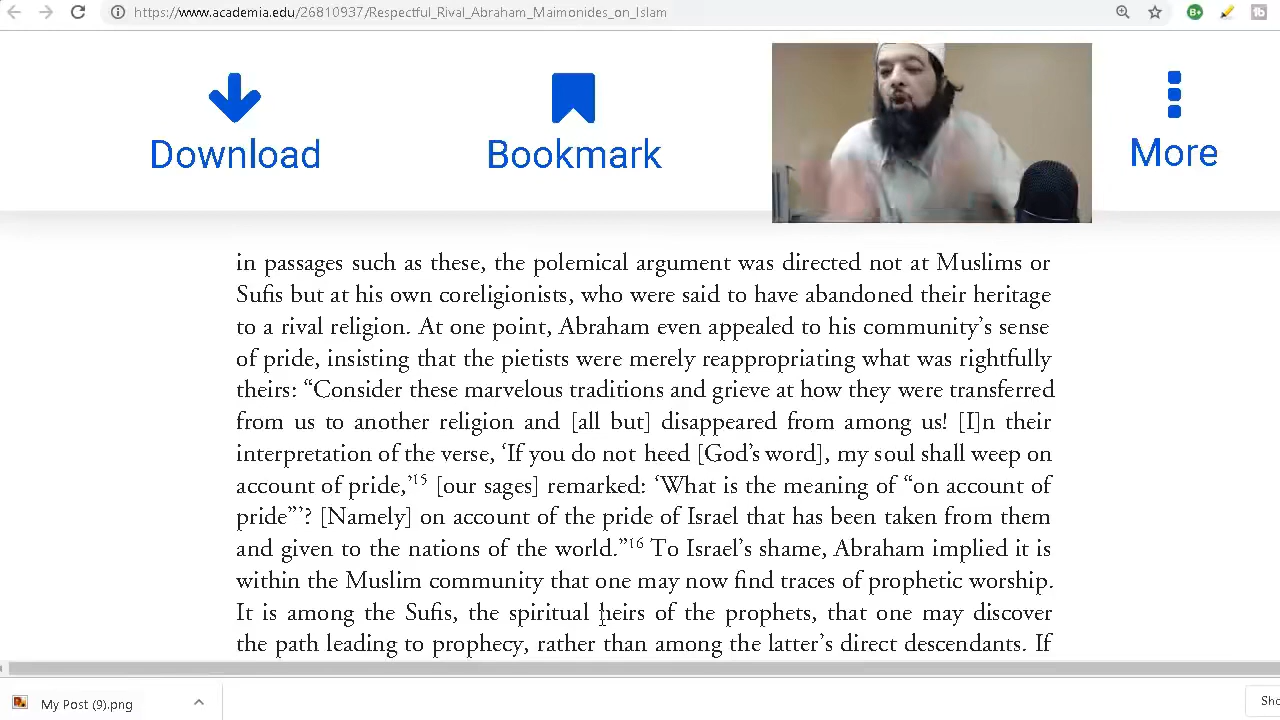 https://www.academia.edu/26810937/Respectful_Rival_Abraham_Maimonides_on_Islam
B+
Download
Bookmark
More
in passages such as these, the polemical argument was directed not at Muslims or
Sufis but at his own coreligionists, who were said to have abandoned their heritage
to a rival religion. At one point, Abraham even appealed to his community’s sense
of pride, insisting that the pietists were merely reappropriating what was rightfully
theirs: “Consider these marvelous traditions and grieve at how they were transferred
from us to another religion and [all but] disappeared from among us! [I]n their
interpretation of the verse, ‘If you do not heed [God’s word], my soul shall weep on
account of pride,’15 [our sages] remarked: ‘What is the meaning of “on account of
pride”’? [Namely] on account of the pride of Israel that has been taken from them
and given to the nations of the world.”16 To Israel’s shame, Abraham implied it is
within the Muslim community that one may now find traces of prophetic worship.
It is among the Sufis, the spiritual heirs of the prophets, that one may discover
the path leading to prophecy, rather than among the latter’s direct descendants. If
My Post (9).png
Sho